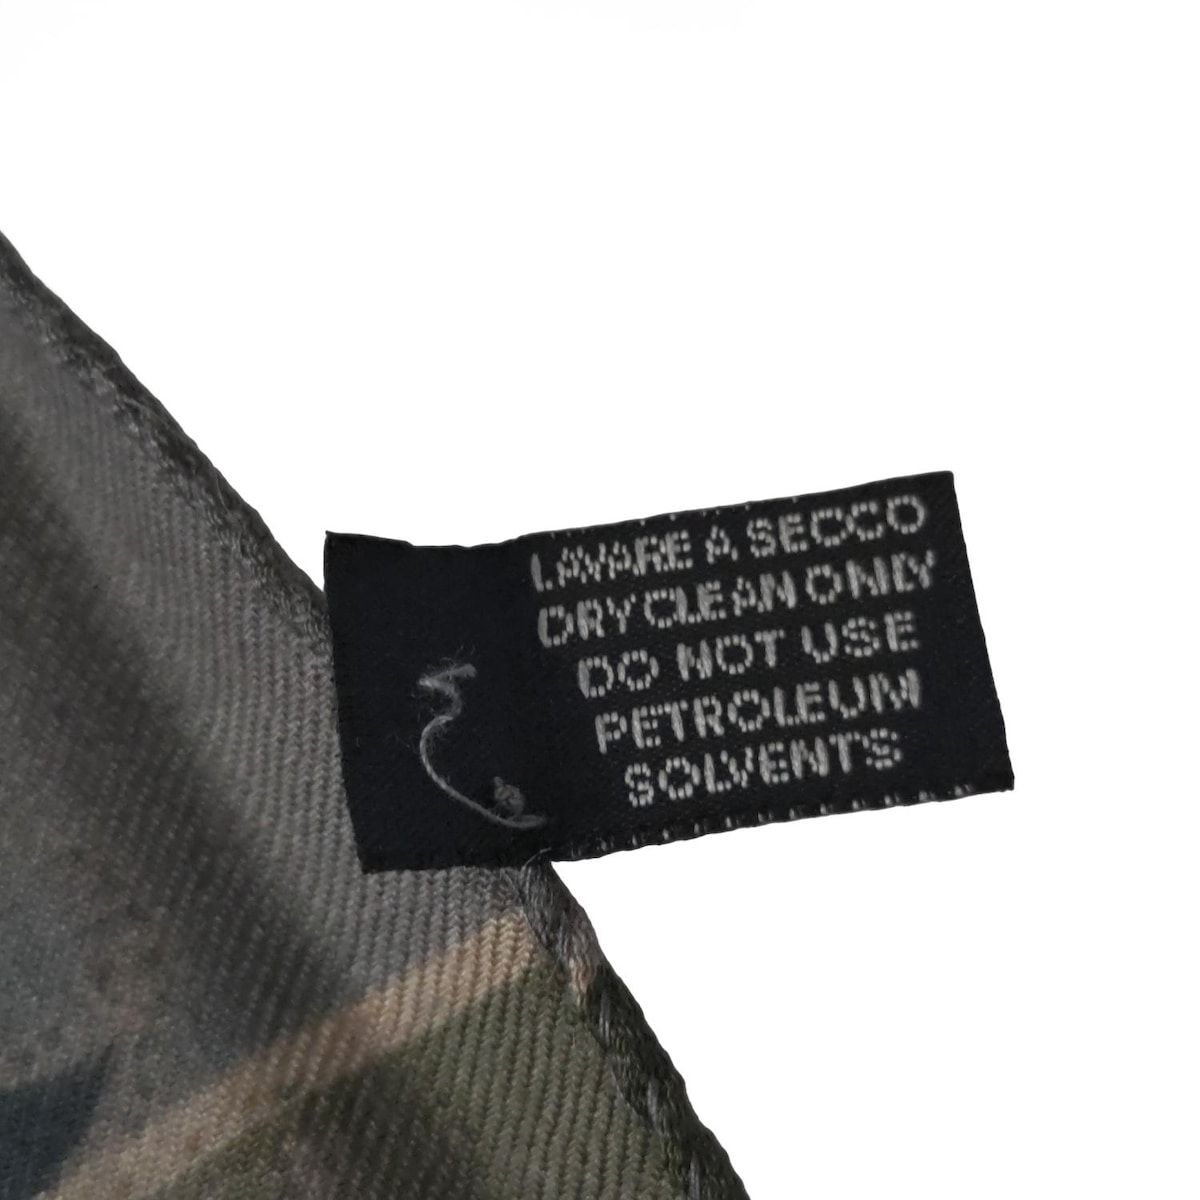 LAVARE A SECCO
DRY CLEAN ONLY
DO NOT USE
PETROLEUM
SOLVENTS